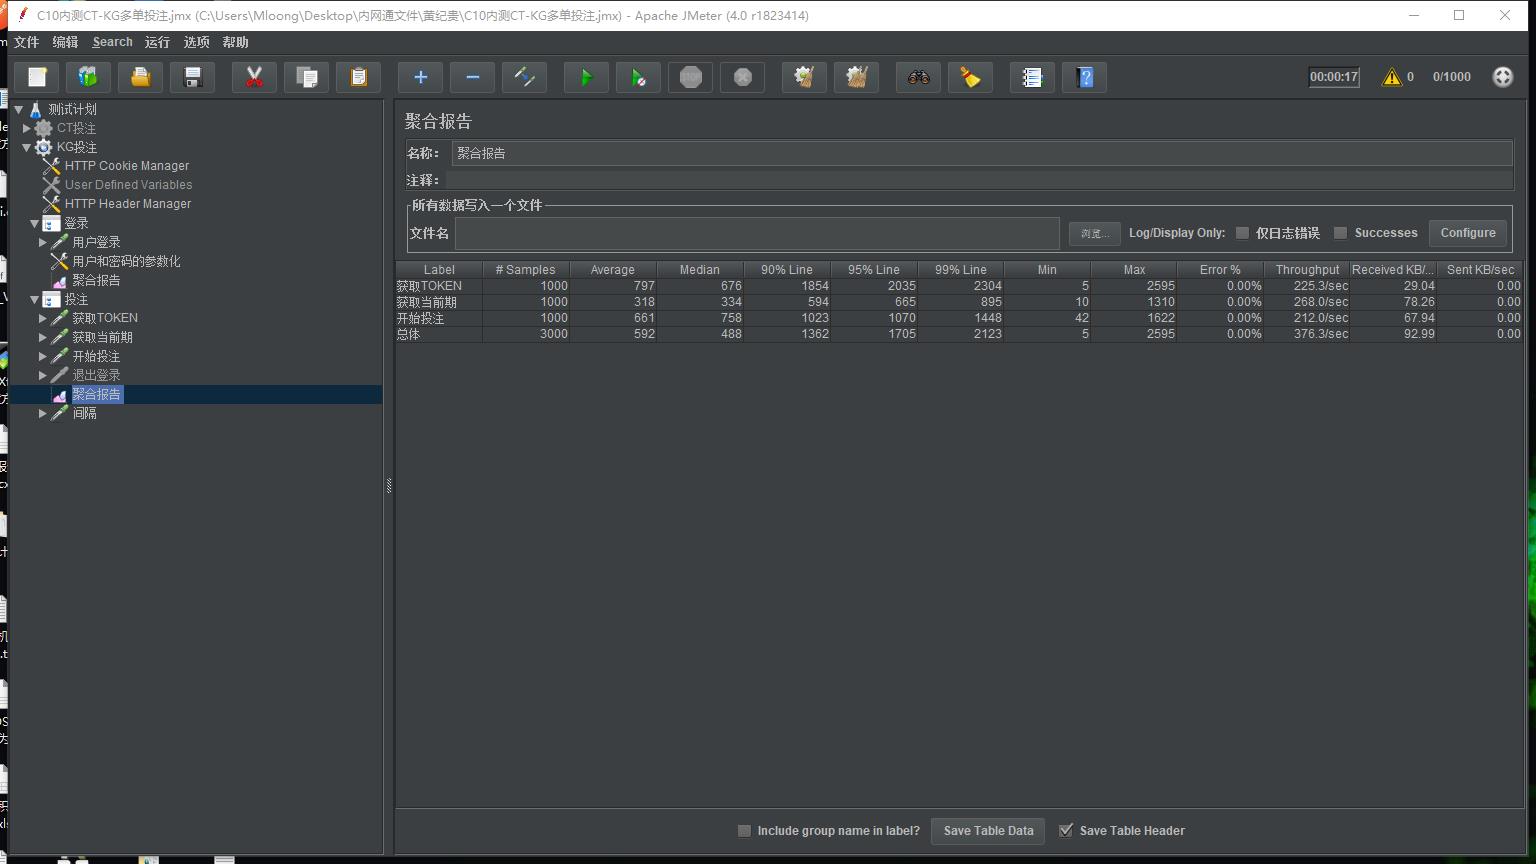 C10内测CT-KG多单投注.jmx (C:\Users\Mloong\Desktop\内网通文件\黄纪贵\C10内测CT-KG多单投注.jmx) - Apache JMeter (4.0 r1823414)
文件 编辑 Search 运行 选项 帮助
STOP 00:00:17 0 0/1000
测试计划
CT投注
KG投注
HTTP Cookie Manager
User Defined Variables
HTTP Header Manager
登录
用户登录
用户和密码的参数化
聚合报告
投注
获取TOKEN
获取当前期
开始投注
退出登录
聚合报告
间隔
聚合报告
名称： 聚合报告
注释：
所有数据写入一个文件
文件名 浏览... Log/Display Only: 仅日志错误 Successes Configure
Label # Samples Average Median 90% Line 95% Line 99% Line Min Max Error % Throughput Received KB/... Sent KB/sec
获取TOKEN 1000 797 676 1854 2035 2304 5 2595 0.00% 225.3/sec 29.04 0.00
获取当前期 1000 318 334 594 665 895 10 1310 0.00% 268.0/sec 78.26 0.00
开始投注 1000 661 758 1023 1070 1448 42 1622 0.00% 212.0/sec 67.94 0.00
总体 3000 592 488 1362 1705 2123 5 2595 0.00% 376.3/sec 92.99 0.00
Include group name in label? Save Table Data Save Table Header